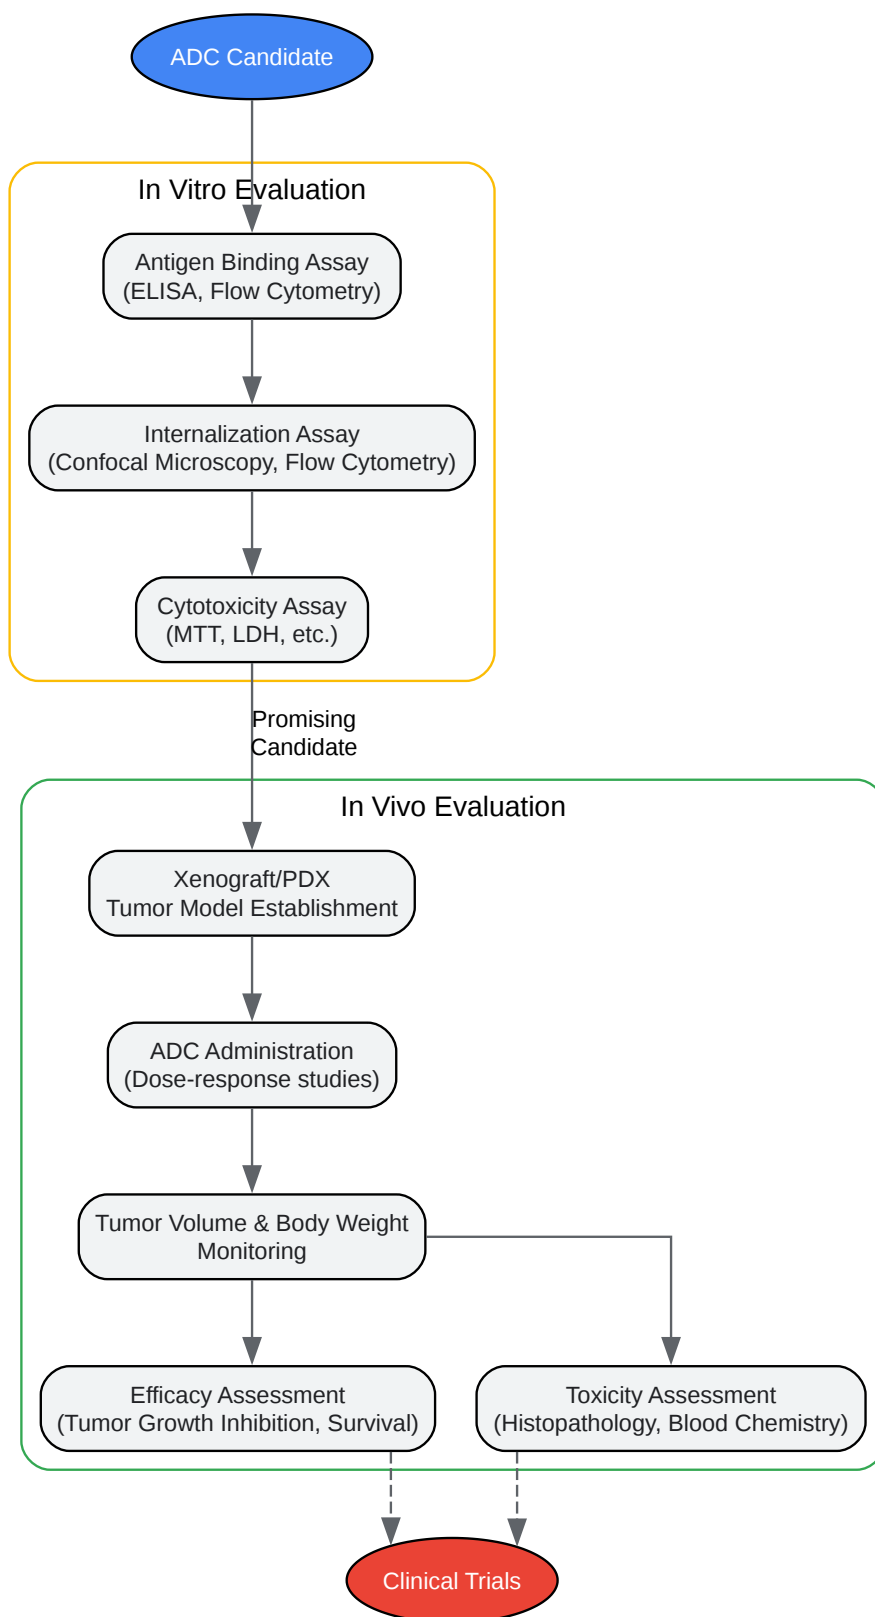 ADC Candidate
In Vitro Evaluation
Antigen Binding Assay
(ELISA, Flow Cytometry)
Internalization Assay
(Confocal Microscopy, Flow Cytometry)
Cytotoxicity Assay
(MTT, LDH, etc.)
Promising
Candidate
In Vivo Evaluation
Xenograft/PDX
Tumor Model Establishment
ADC Administration
(Dose-response studies)
Tumor Volume & Body Weight
Monitoring
Efficacy Assessment
(Tumor Growth Inhibition, Survival)
Toxicity Assessment
(Histopathology, Blood Chemistry)
Clinical Trials